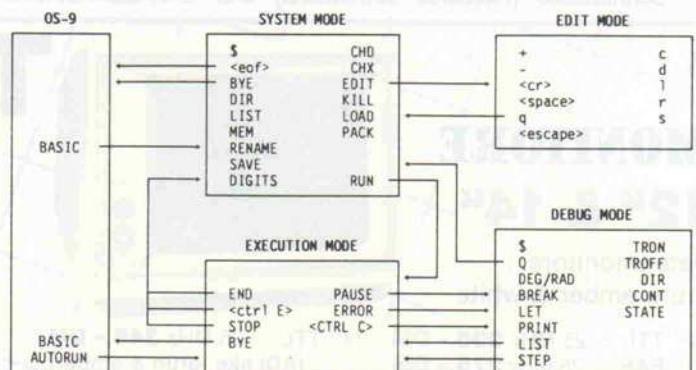 OS-9
SYSTEM MODE
EDIT MODE
$ CHD
<eof> CHX
BYE EDIT
DIR KILL
LIST LOAD
MEM PACK
RENAME
SAVE
DIGITS RUN
+ c
- d
<cr> l
<space> r
q s
<escape>
BASIC
EXECUTION MODE
END PAUSE
<ctrl E> ERROR
STOP <CTRL C>
BYE
DEBUG MODE
$ TRON
Q TROFF
DEG/RAD DIR
BREAK CONT
LET STATE
PRINT
LIST
STEP
BASIC
AUTORUN